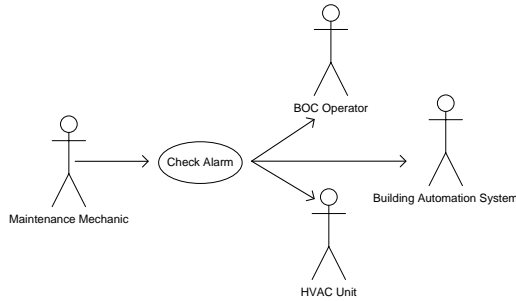 BOC Operator
Check Alarm
Building Automation System
Maintenance Mechanic
HVAC Unit